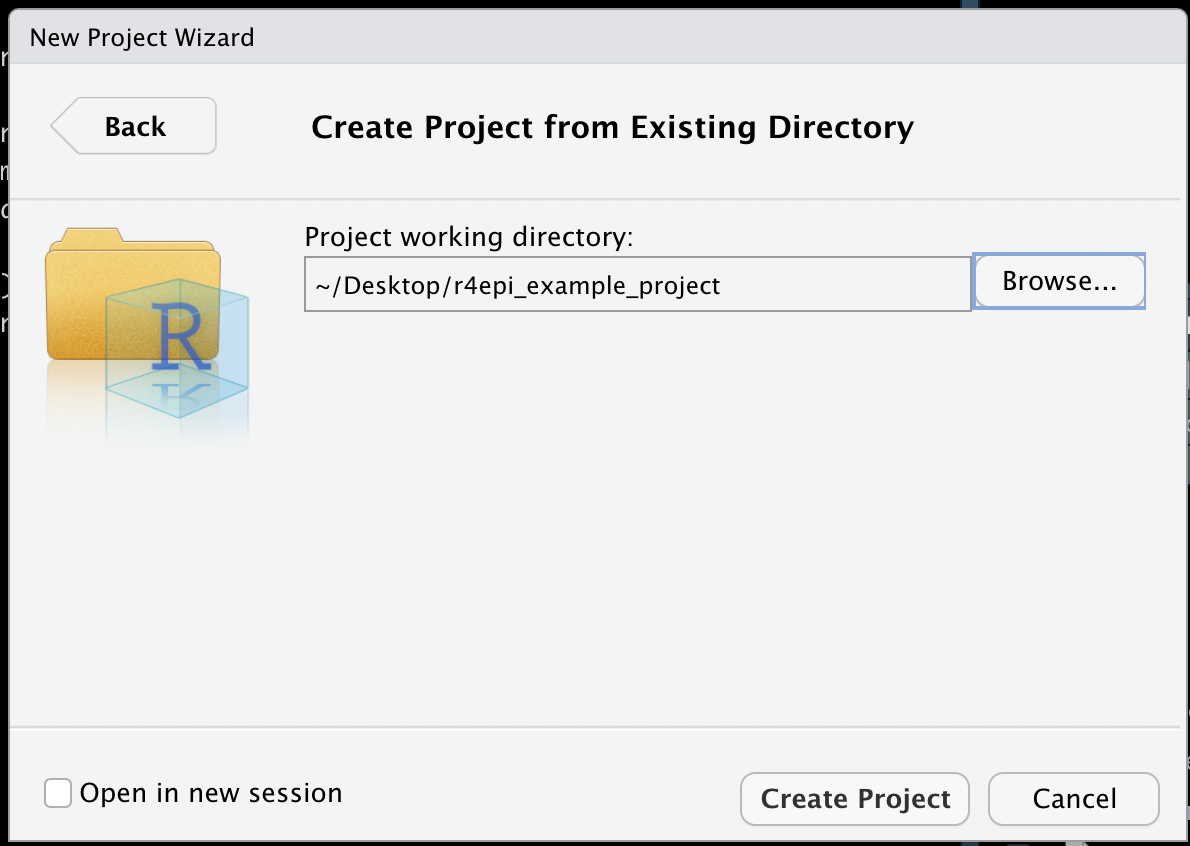 New Project Wizard
Back
Create Project from Existing Directory
Project working directory:
~/Desktop/r4epi_example_project
Browse...
R
Open in new session
Create Project
Cancel